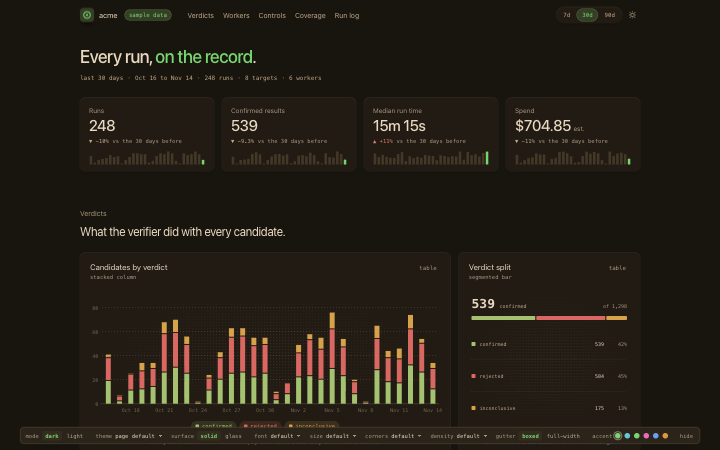 acme sample data Verdicts Workers Controls Coverage Run log 7d 30d 90d
Every run, on the record.
last 30 days · Oct 16 to Nov 14 · 248 runs · 8 targets · 6 workers
Runs
248
▼ −10% vs the 30 days before
Confirmed results
539
▼ −9.3% vs the 30 days before
Median run time
15m 15s
▲ +11% vs the 30 days before
Spend
$704.85 est.
▼ −11% vs the 30 days before
Verdicts
What the verifier did with every candidate.
Candidates by verdict table
stacked column
80
60
40
20
0
Oct 18 Oct 21 Oct 24 Oct 27 Oct 30 Nov 2 Nov 5 Nov 8 Nov 11 Nov 14
confirmed rejected inconclusive
Verdict split table
segmented bar
539 confirmed of 1,298
confirmed 539 42%
rejected 584 45%
inconclusive 175 13%
mode dark light theme page default surface solid glass font default size default corners default density default gutter boxed full-width accent hide